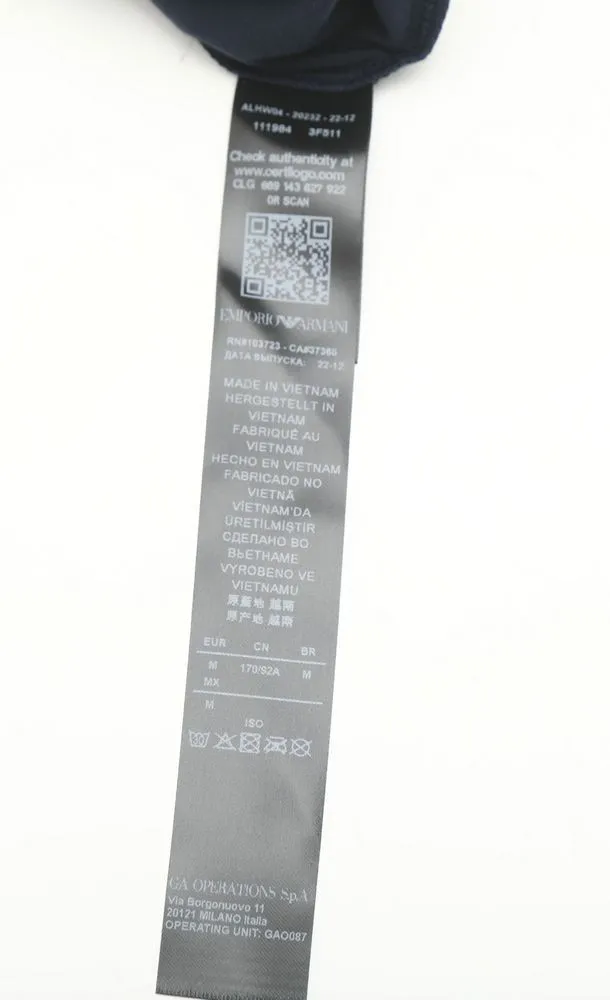 ALHW04 - 20232 - 22-12
111984 3F511
Check authenticity at
www.certilogo.com
CLG 669 143 627 922
OR SCAN
EMPORIO ARMANI
RN#103723 - CA#37365
ДАТА ВЫПУСКА: 22-12
MADE IN VIETNAM
HERGESTELLT IN
VIETNAM
FABRIQUÉ AU
VIETNAM
HECHO EN VIETNAM
FABRICADO NO
VIETNÃ
VİETNAM'DA
ÜRETİLMİŞTİR
СДЕЛАНО ВО
ВЬЕТНАМЕ
VYROBENO VE
VIETNAMU
原產地 越南
原产地 越南
EUR CN BR
M 170/92A M
MX
M
ISO
30
GA OPERATIONS S.p.A
Via Borgonuovo 11
20121 MILANO Italia
OPERATING UNIT: GAO087